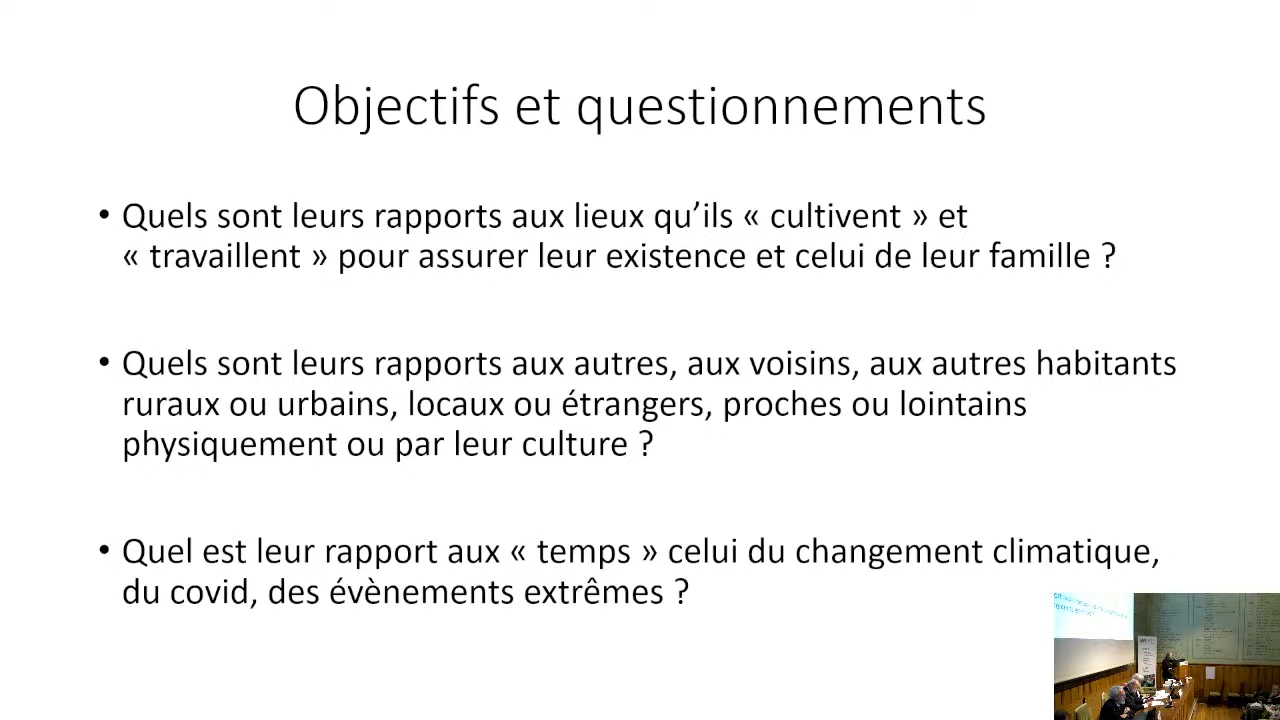 Objectifs et questionnements
• Quels sont leurs rapports aux lieux qu’ils « cultivent » et
« travaillent » pour assurer leur existence et celui de leur famille ?
• Quels sont leurs rapports aux autres, aux voisins, aux autres habitants
ruraux ou urbains, locaux ou étrangers, proches ou lointains
physiquement ou par leur culture ?
• Quel est leur rapport aux « temps » celui du changement climatique,
du covid, des évènements extrêmes ?